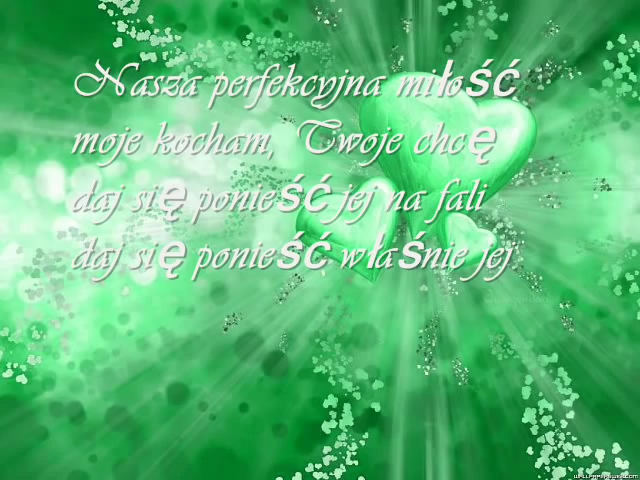 Nasza perfekcyjna miłość
moje kocham, Twoje chcę
daj się ponieść jej na fali
daj się ponieść właśnie jej